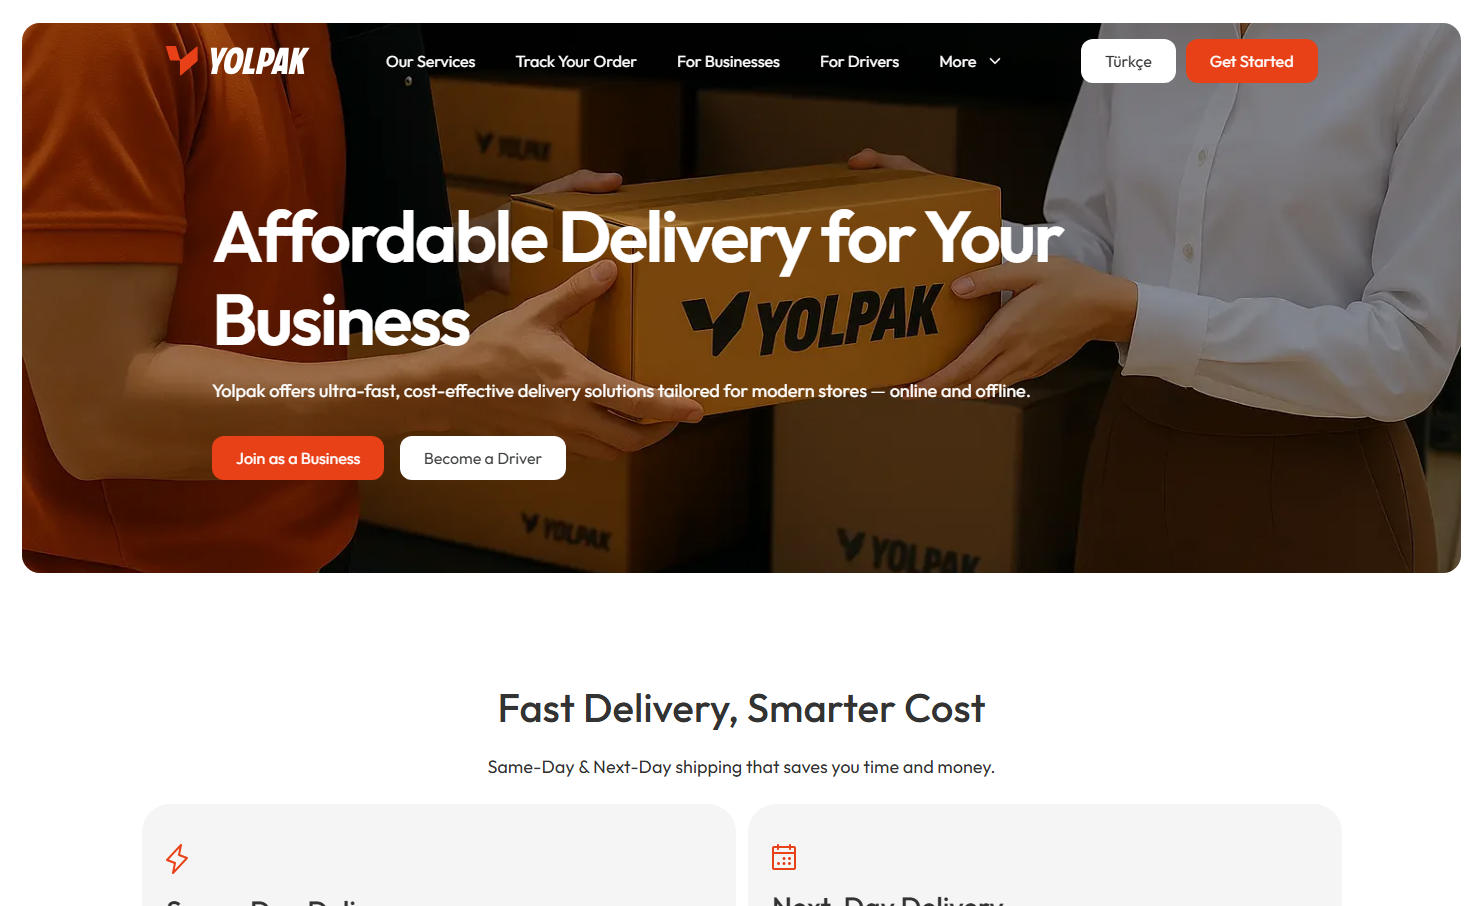 YOLPAK
Our Services
Track Your Order
For Businesses
For Drivers
More
Türkçe
Get Started
YOLPAK
Affordable Delivery for Your
Business
YOLPAK
Yolpak offers ultra-fast, cost-effective delivery solutions tailored for modern stores — online and offline.
Join as a Business
Become a Driver
YOLPAK
YOLPAK
Fast Delivery, Smarter Cost
Same-Day & Next-Day shipping that saves you time and money.
Next-Day Delivery